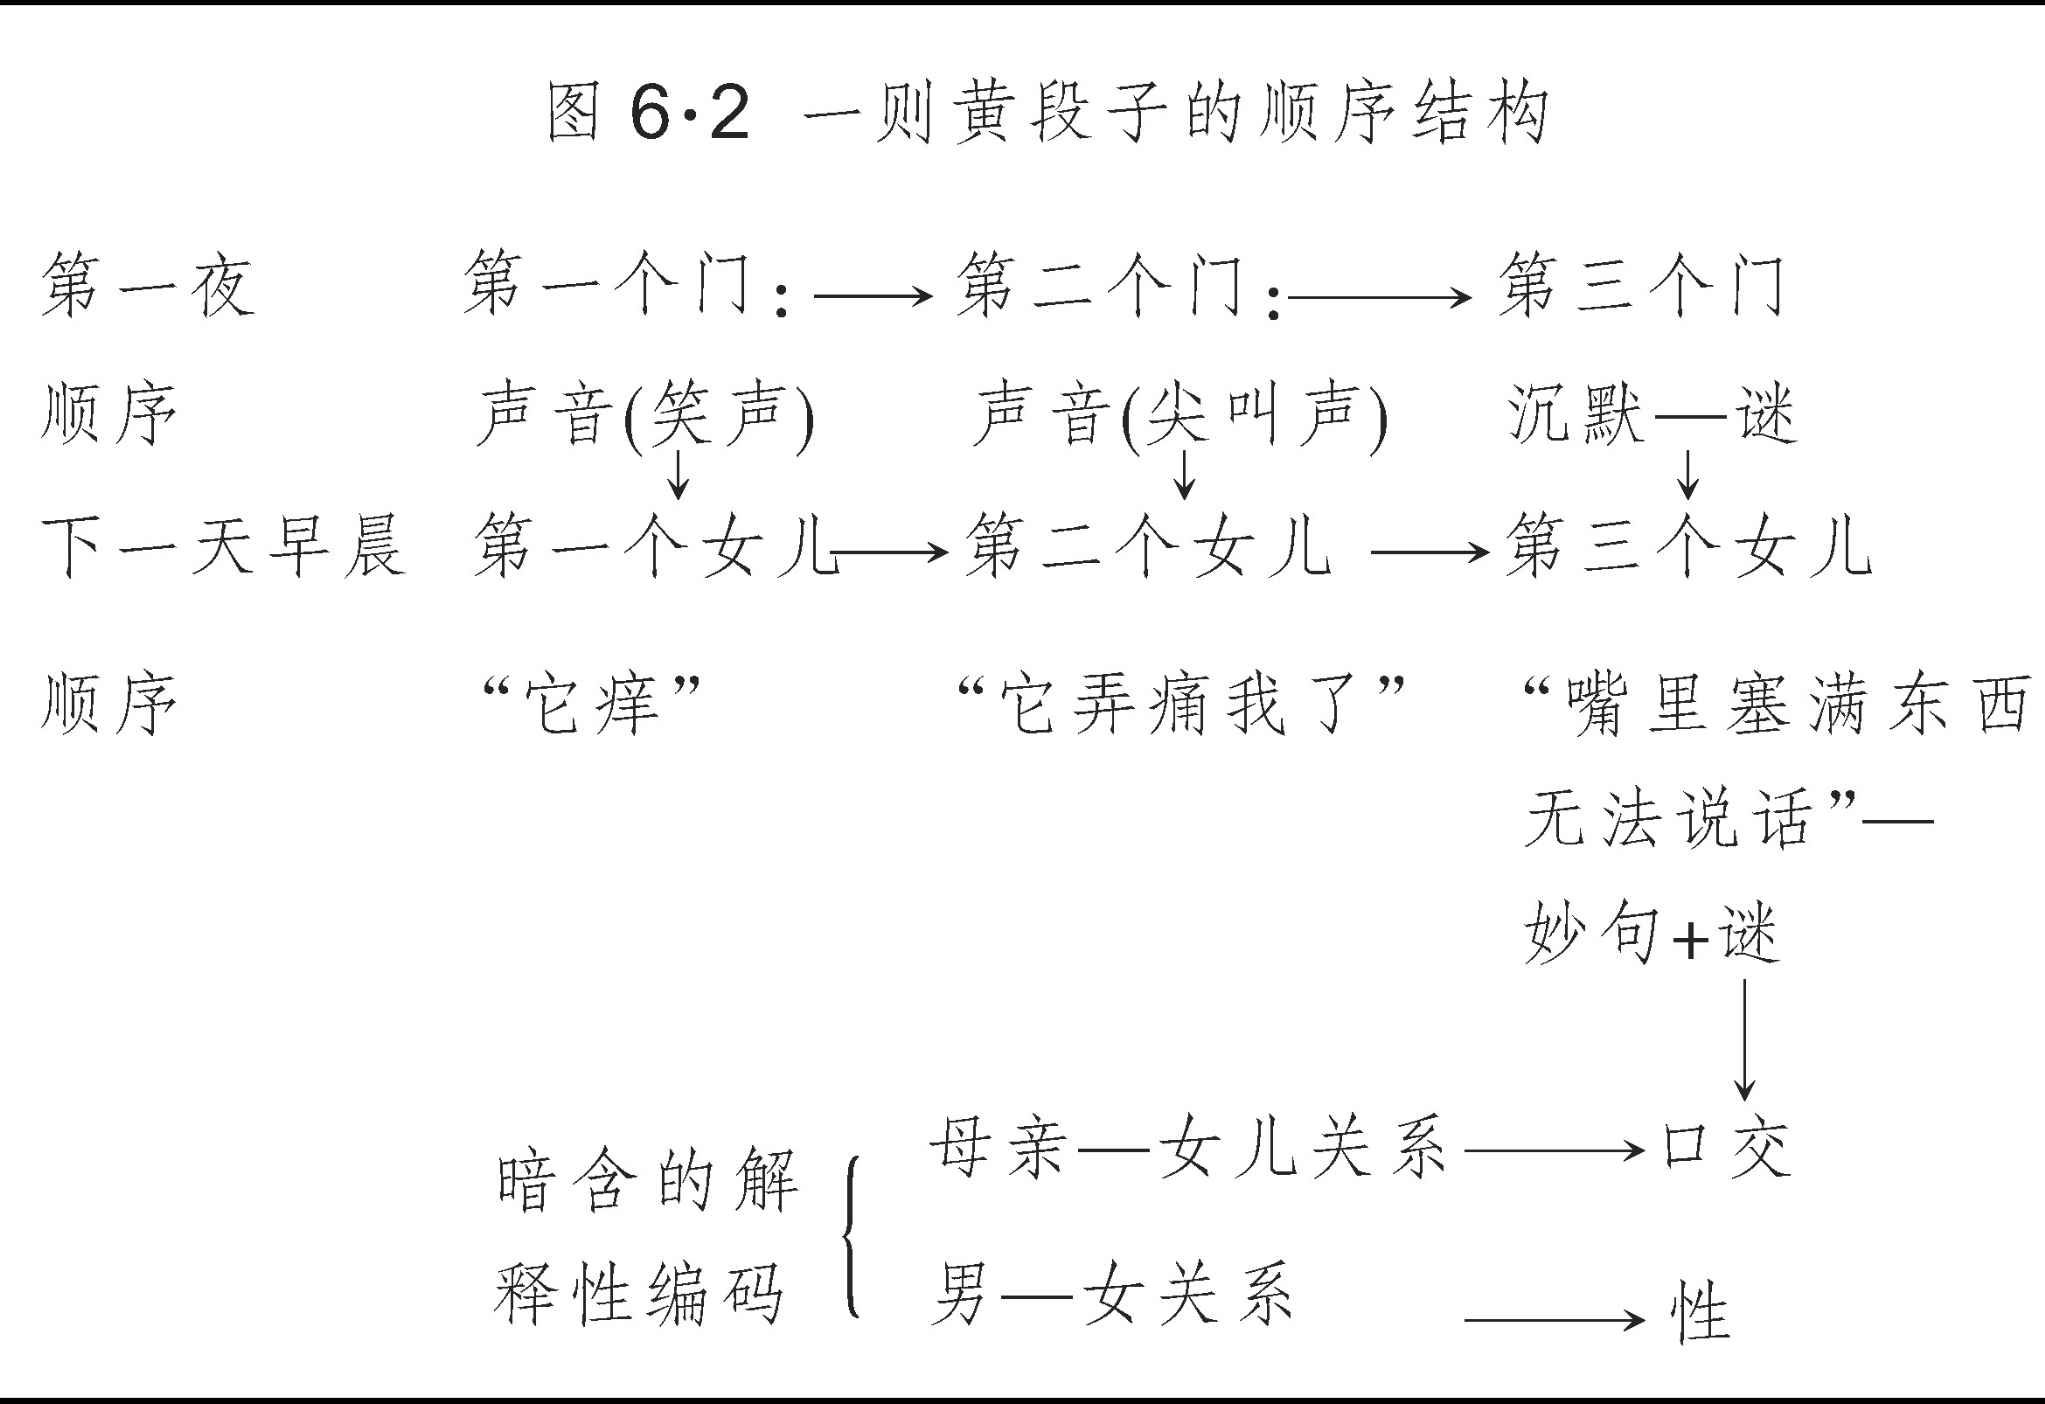 图 6·2 一则黄段子的顺序结构
第一夜 第一个门: → 第二个门: → 第三个门
顺序 声音(笑声) 声音(尖叫声) 沉默—谜
↓ ↓ ↓
下一天早晨 第一个女儿 → 第二个女儿 → 第三个女儿
顺序 “它痒” “它弄痛我了” “嘴里塞满东西
无法说话”—
妙句+谜
↓
母亲—女儿关系 → 口交
暗含的解 {
释性编码
男—女关系 → 性